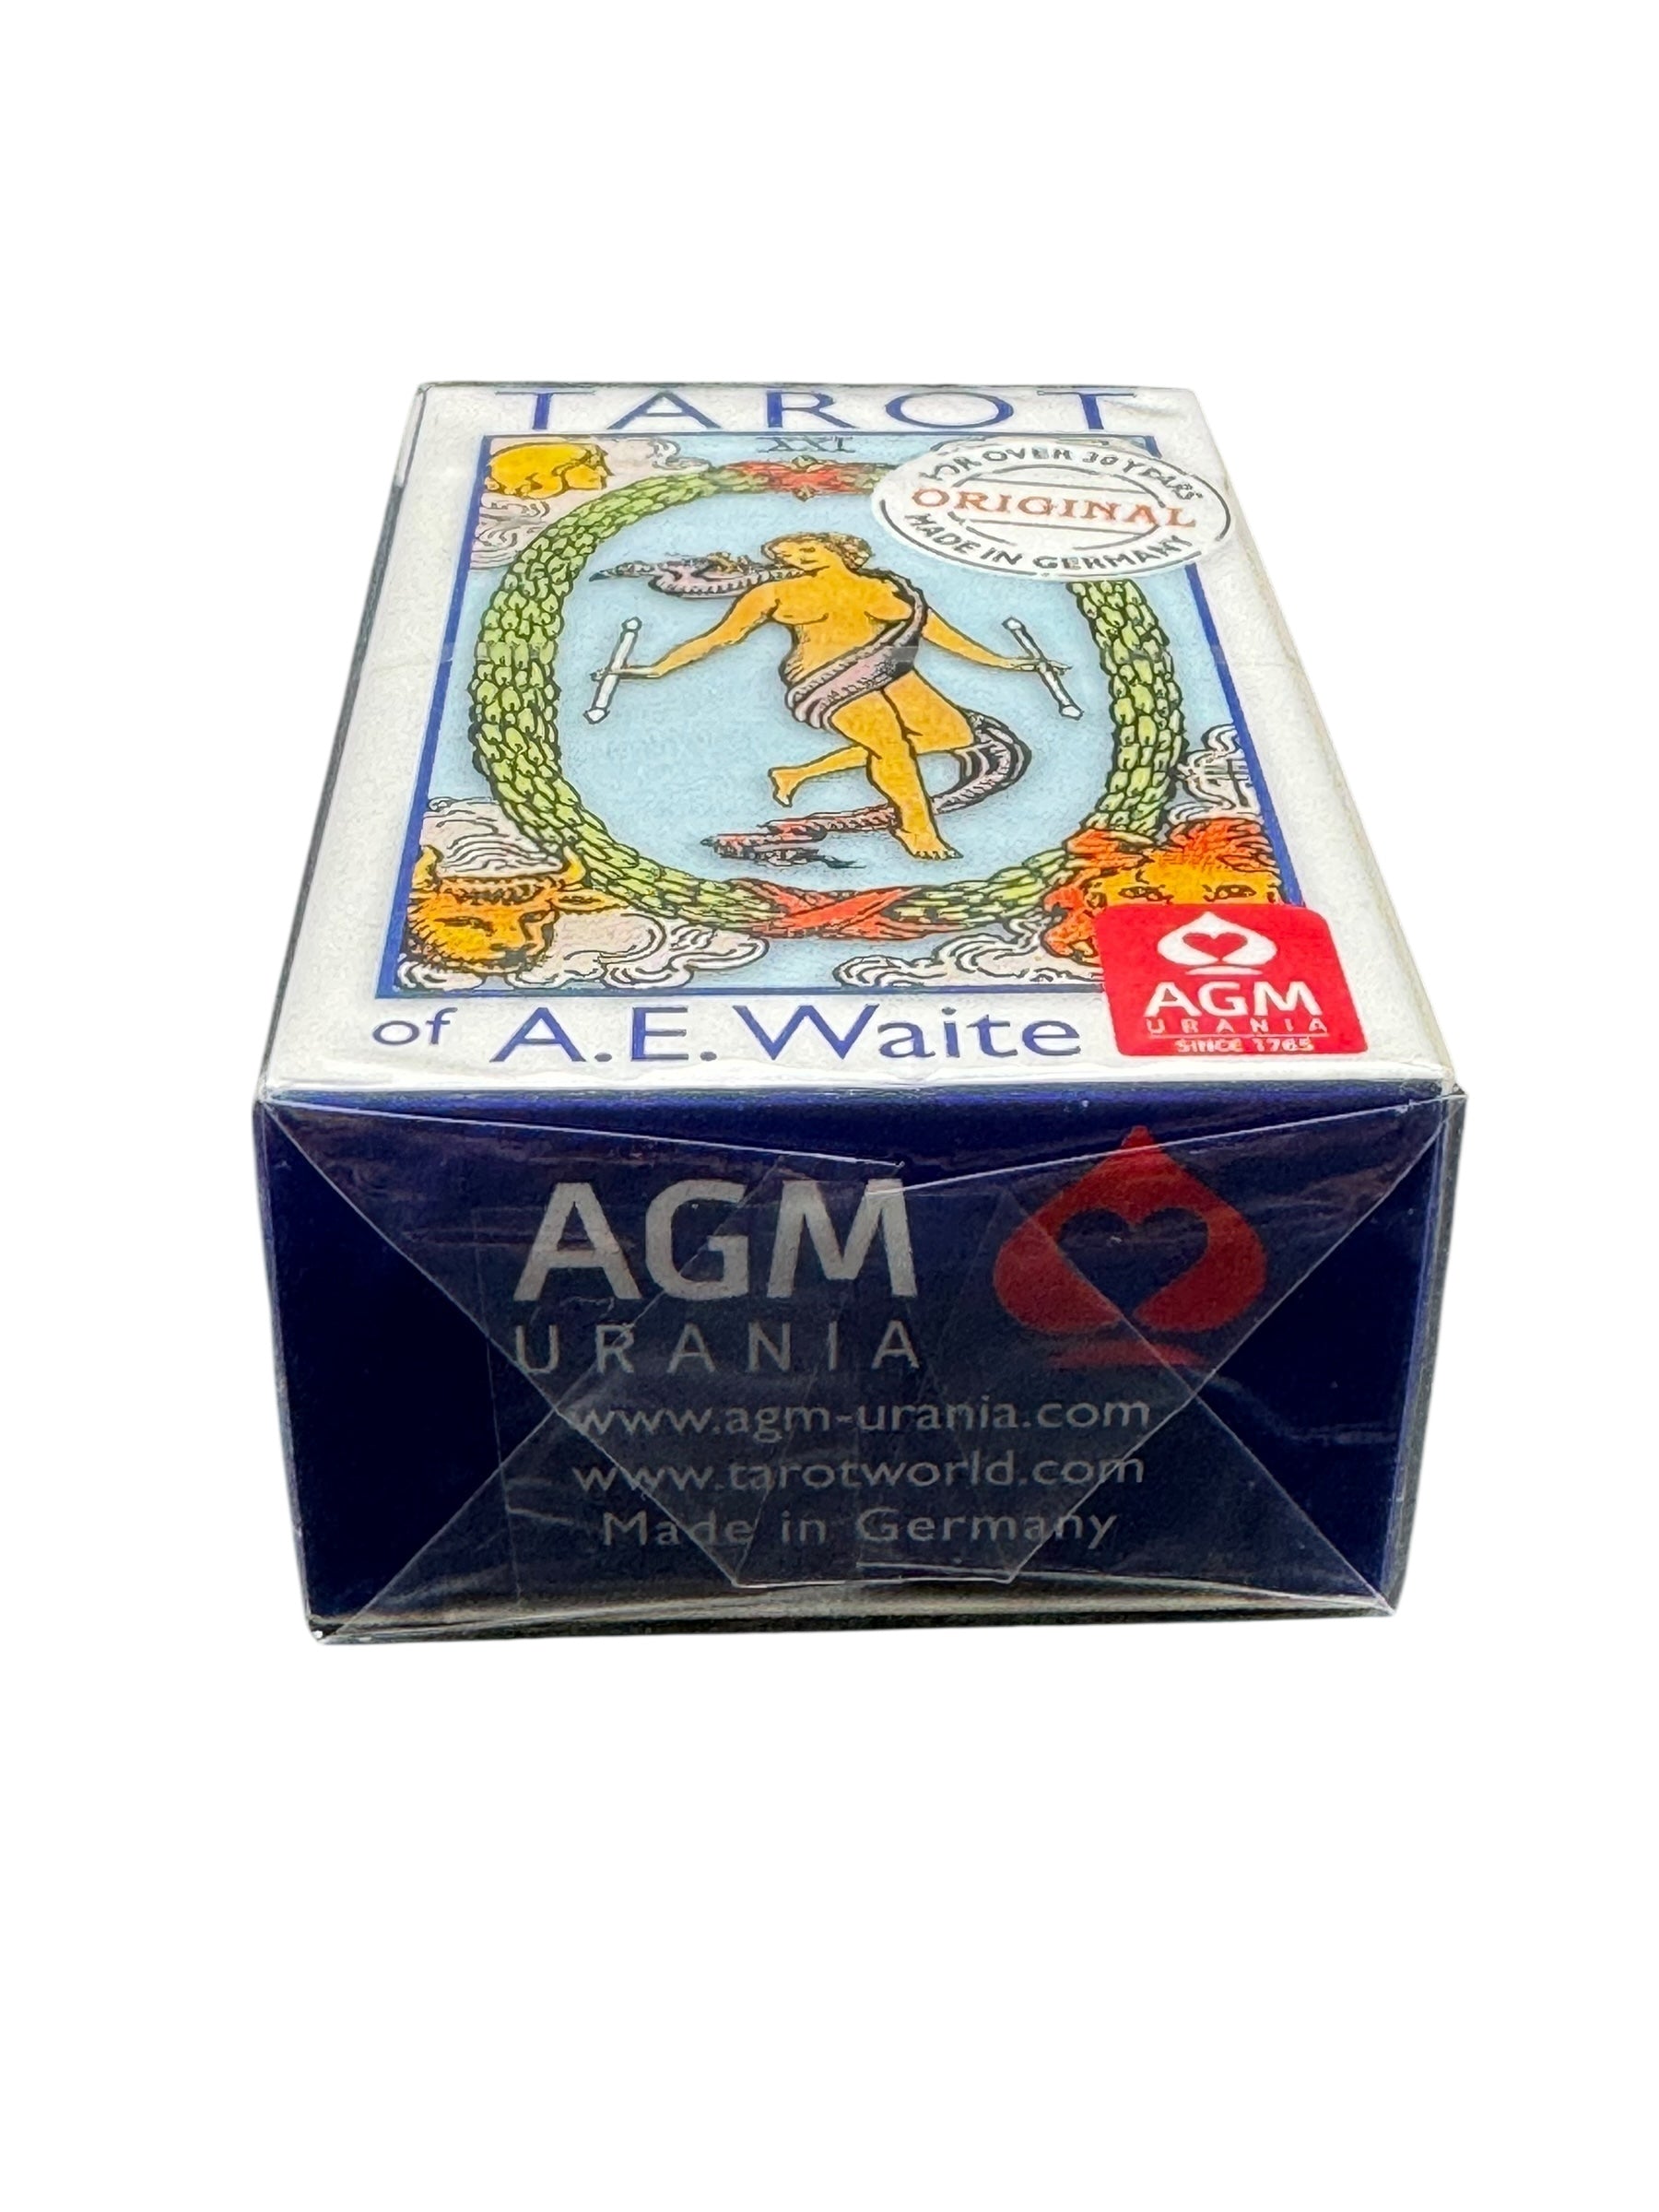 TAROT
XXI
FOR OVER 30 YEARS
ORIGINAL
MADE IN GERMANY
of A.E. Waite
AGM
URANIA
SINCE 1765
AGM
URANIA
www.agm-urania.com
www.tarotworld.com
Made in Germany